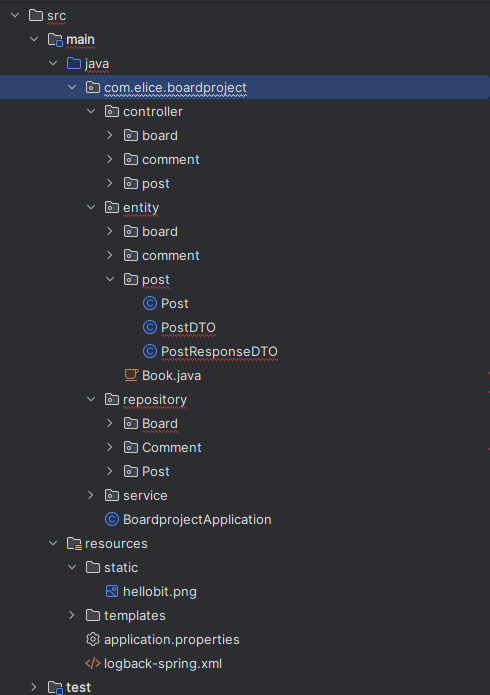 src
main
java
com.elice.boardproject
controller
board
comment
post
entity
board
comment
post
Post
PostDTO
PostResponseDTO
Book.java
repository
Board
Comment
Post
service
BoardprojectApplication
resources
static
hellobit.png
templates
application.properties
logback-spring.xml
test